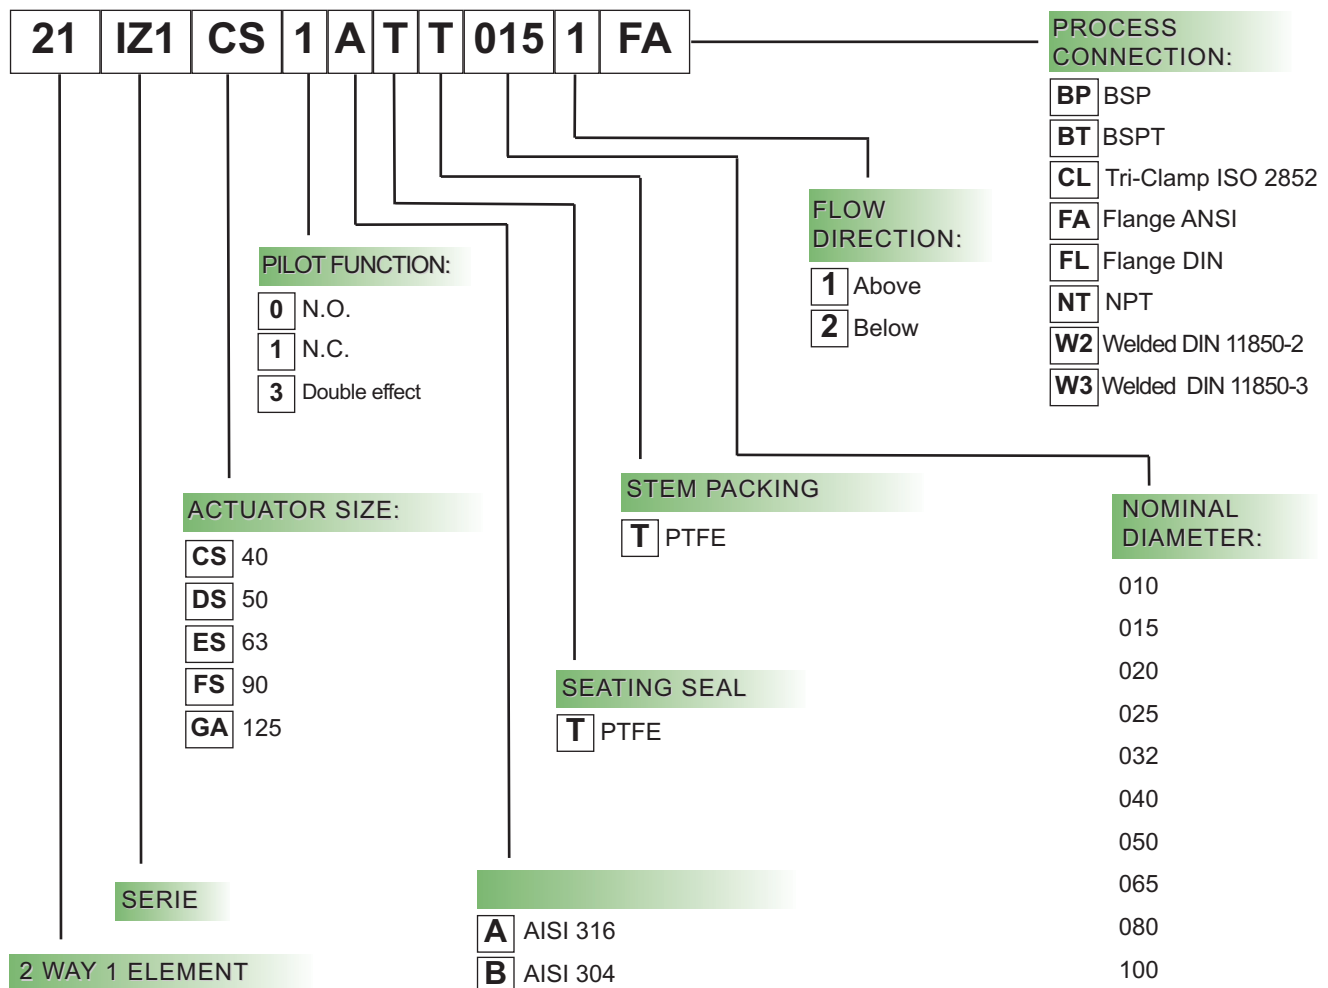 21 IZ1 CS 1 A T T 015 1 FA
PROCESS
CONNECTION:
BP BSP
BT BSPT
CL Tri-Clamp ISO 2852
FA Flange ANSI
FL Flange DIN
NT NPT
W2 Welded DIN 11850-2
W3 Welded DIN 11850-3
FLOW
DIRECTION:
1 Above
2 Below
PILOT FUNCTION:
0 N.O.
1 N.C.
3 Double effect
STEM PACKING
T PTFE
NOMINAL
DIAMETER:
010
015
020
025
032
040
050
065
080
100
ACTUATOR SIZE:
CS 40
DS 50
ES 63
FS 90
GA 125
SEATING SEAL
T PTFE
SERIE
A AISI 316
B AISI 304
2 WAY 1 ELEMENT